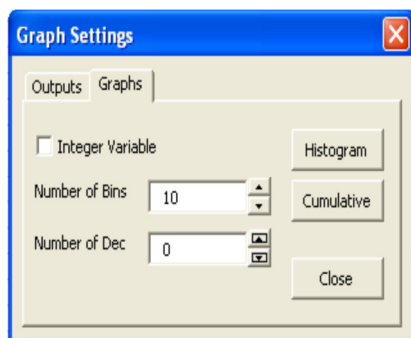 Graph Settings
Outputs Graphs
Integer Variable
Histogram
Number of Bins 10
Cumulative
Number of Dec 0
Close